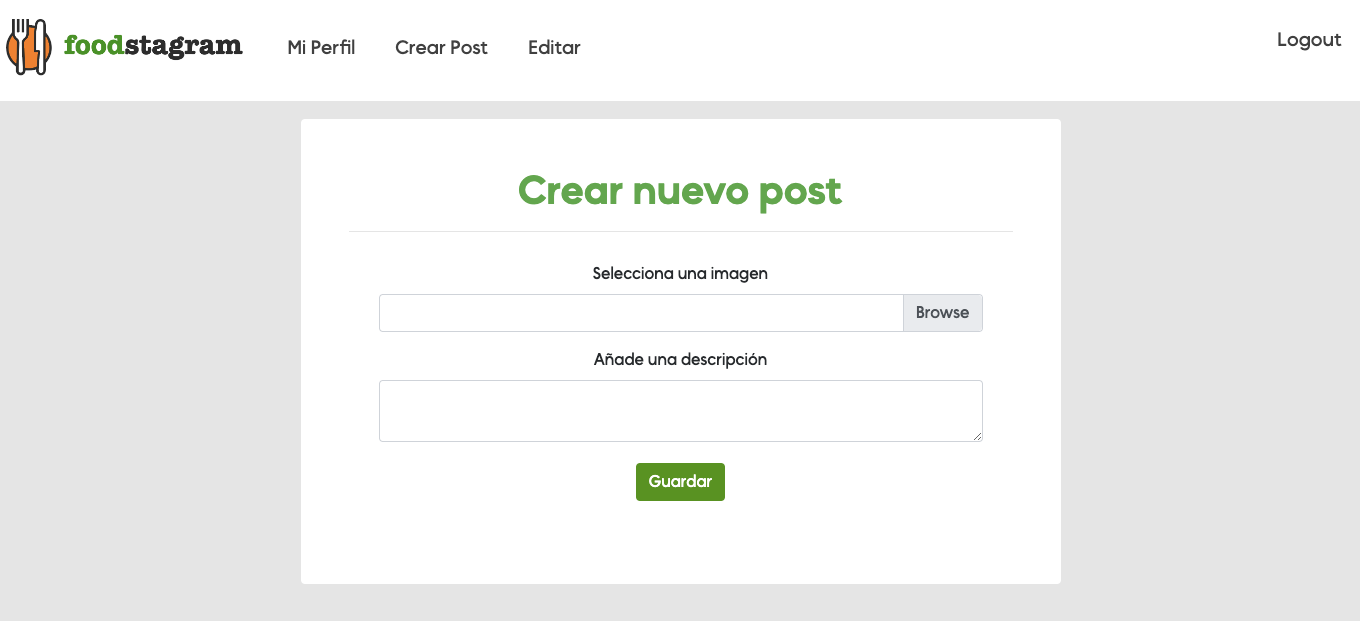 foodstagram Mi Perfil Crear Post Editar Logout
Crear nuevo post
Selecciona una imagen
Browse
Añade una descripción
Guardar